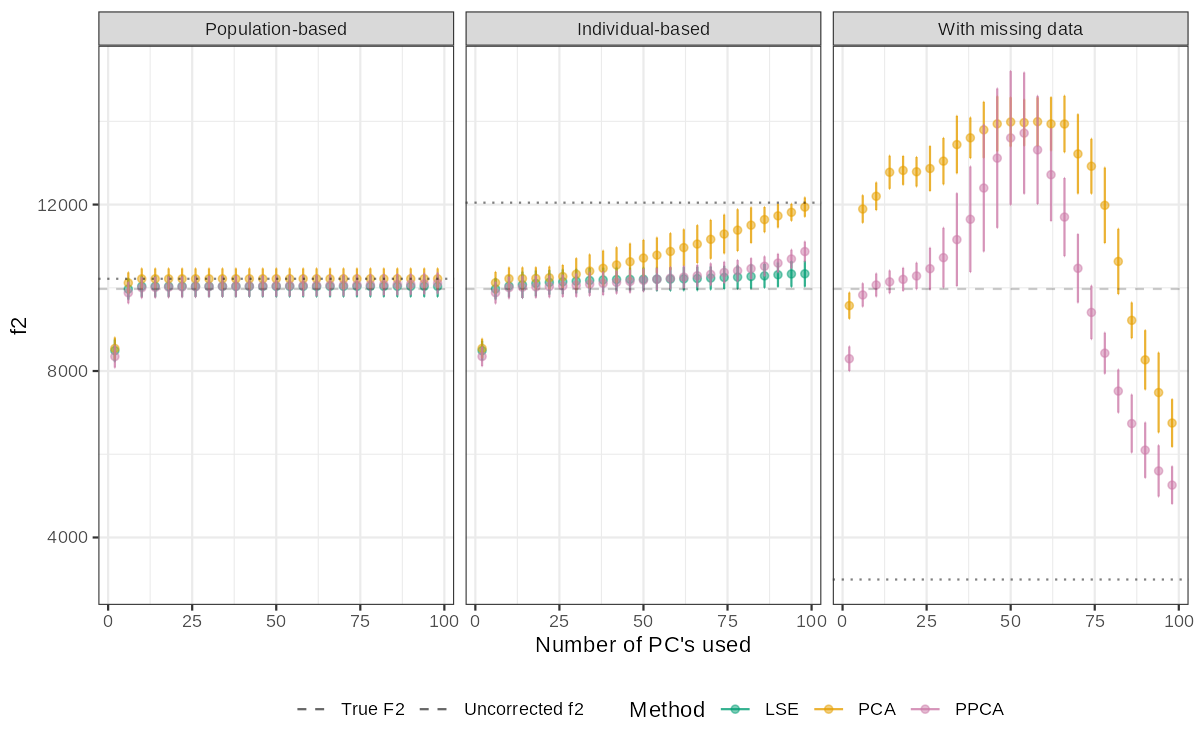 Population-based
Individual-based
With missing data
f2
12000
8000
4000
0 25 50 75 100
0 25 50 75 100
0 25 50 75 100
Number of PC's used
True F2 Uncorrected f2 Method LSE PCA PPCA